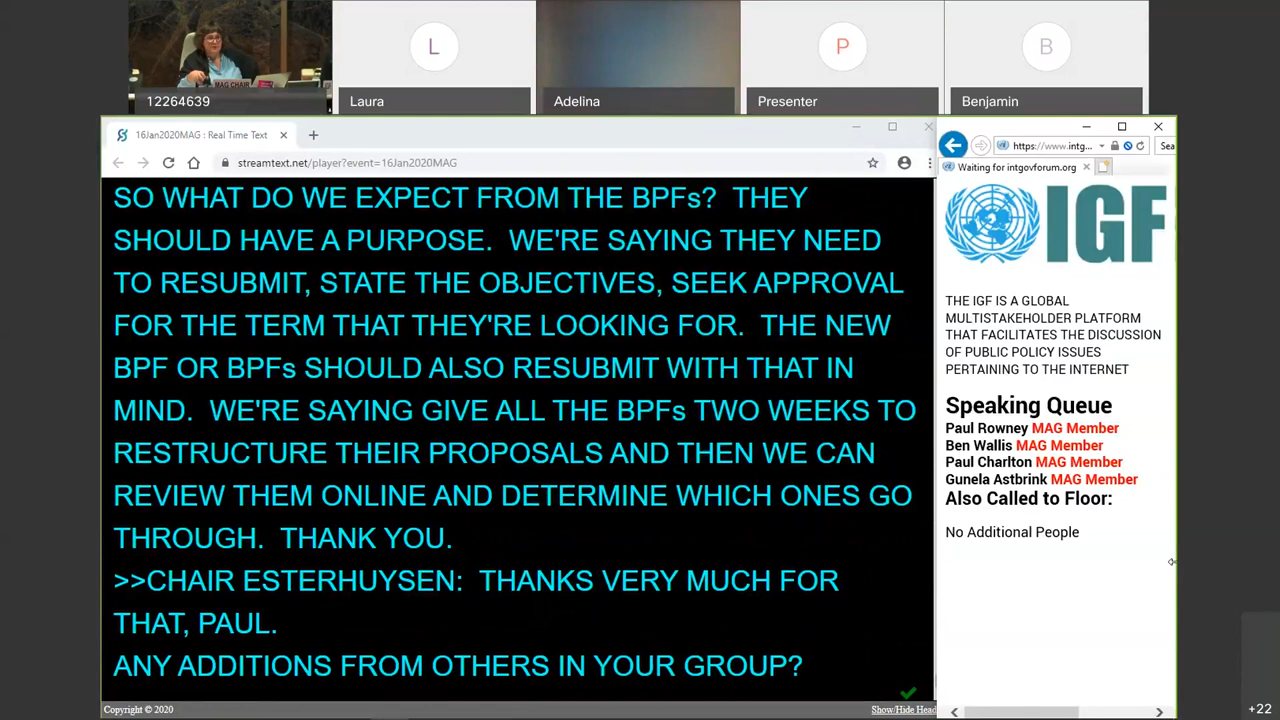 MAG CHAIR
L
P
B
12264639
Laura
Adelina
Presenter
Benjamin
16Jan2020MAG : Real Time Text
streamtext.net/player?event=16Jan2020MAG
SO WHAT DO WE EXPECT FROM THE BPFs?  THEY
SHOULD HAVE A PURPOSE.  WE'RE SAYING THEY NEED
TO RESUBMIT, STATE THE OBJECTIVES, SEEK APPROVAL
FOR THE TERM THAT THEY'RE LOOKING FOR.  THE NEW
BPF OR BPFs SHOULD ALSO RESUBMIT WITH THAT IN
MIND.  WE'RE SAYING GIVE ALL THE BPFs TWO WEEKS TO
RESTRUCTURE THEIR PROPOSALS AND THEN WE CAN
REVIEW THEM ONLINE AND DETERMINE WHICH ONES GO
THROUGH.  THANK YOU.
>>CHAIR ESTERHUYSEN:  THANKS VERY MUCH FOR
THAT, PAUL.
ANY ADDITIONS FROM OTHERS IN YOUR GROUP?
Copyright © 2020
Show/Hide Head
https://www.intg...
Sea
Waiting for intgovforum.org
IGF
THE IGF IS A GLOBAL
MULTISTAKEHOLDER PLATFORM
THAT FACILITATES THE DISCUSSION
OF PUBLIC POLICY ISSUES
PERTAINING TO THE INTERNET
Speaking Queue
Paul Rowney MAG Member
Ben Wallis MAG Member
Paul Charlton MAG Member
Gunela Astbrink MAG Member
Also Called to Floor:
No Additional People
+22